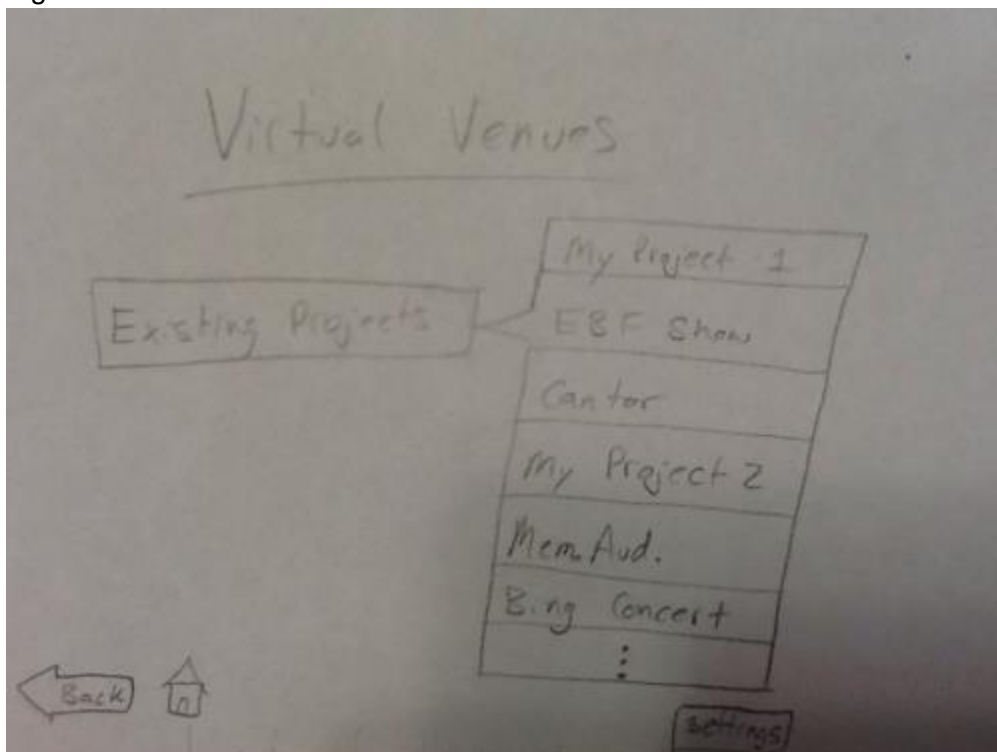 Virtual Venues
My Project 1
Existing Projects
EBF Show
Cantor
My Project 2
Mem. Aud.
Bing Concert
Back
settings